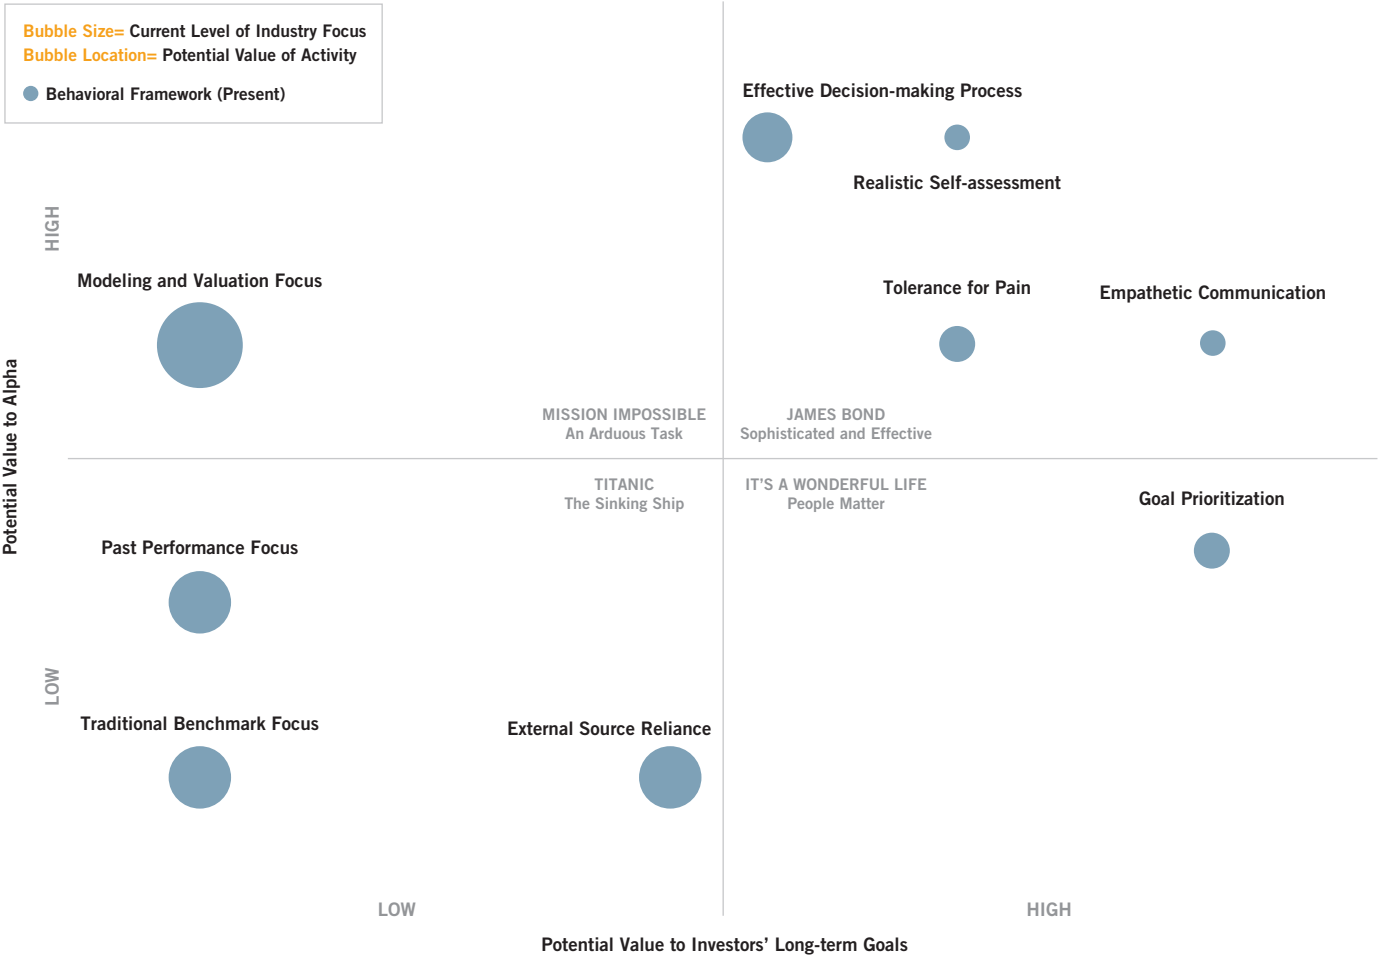 Bubble Size= Current Level of Industry Focus
Bubble Location= Potential Value of Activity
Behavioral Framework (Present)
Effective Decision-making Process
Realistic Self-assessment
HIGH
Modeling and Valuation Focus
Tolerance for Pain
Empathetic Communication
Potential Value to Alpha
MISSION IMPOSSIBLE
An Arduous Task
JAMES BOND
Sophisticated and Effective
TITANIC
The Sinking Ship
IT’S A WONDERFUL LIFE
People Matter
Goal Prioritization
Past Performance Focus
LOW
Traditional Benchmark Focus
External Source Reliance
LOW
HIGH
Potential Value to Investors’ Long-term Goals